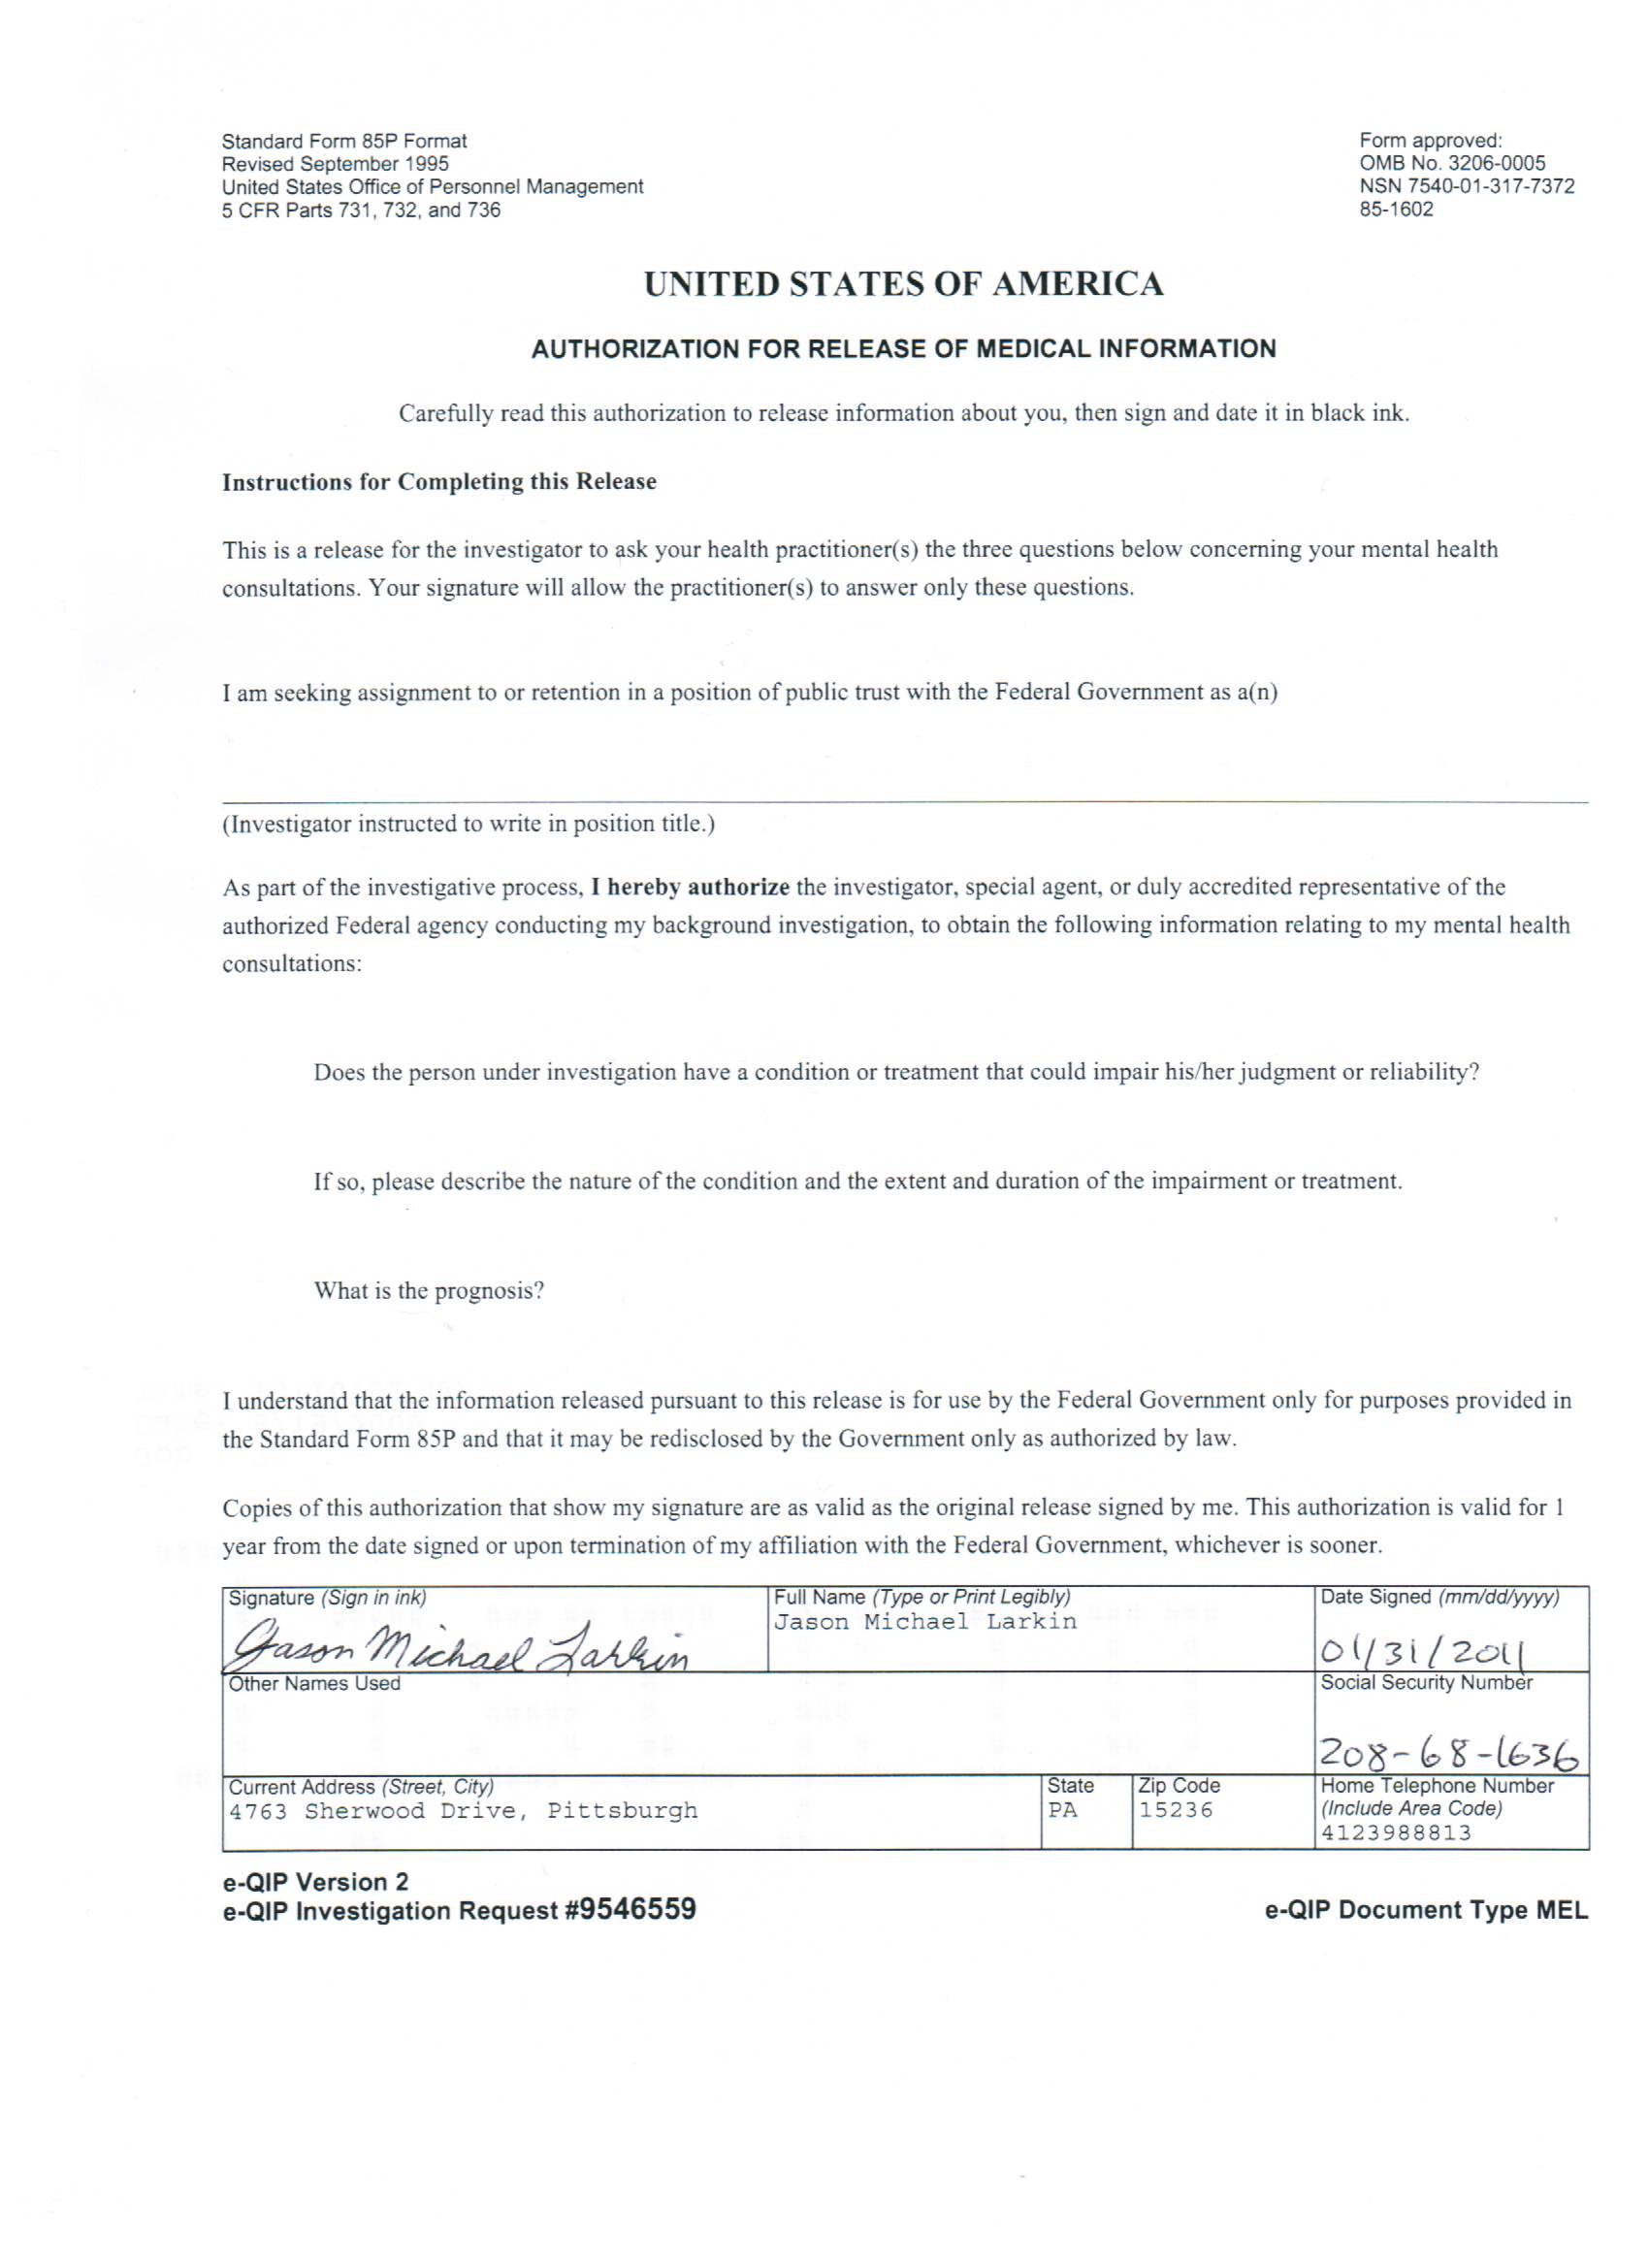 Standard Form 85P Format
Revised September 1995
United States Office of Personnel Management
5 CFR Parts 731, 732, and 736
Form approved:
OMB No. 3206-0005
NSN 7540-01-317-7372
85-1602
UNITED STATES OF AMERICA
AUTHORIZATION FOR RELEASE OF MEDICAL INFORMATION
Carefully read this authorization to release information about you, then sign and date it in black ink.
Instructions for Completing this Release
This is a release for the investigator to ask your health practitioner(s) the three questions below concerning your mental health
consultations. Your signature will allow the practitioner(s) to answer only these questions.
I am seeking assignment to or retention in a position of public trust with the Federal Government as a(n)
(Investigator instructed to write in position title.)
As part of the investigative process, I hereby authorize the investigator, special agent, or duly accredited representative of the
authorized Federal agency conducting my background investigation, to obtain the following information relating to my mental health
consultations:
Does the person under investigation have a condition or treatment that could impair his/her judgment or reliability?
If so, please describe the nature of the condition and the extent and duration of the impairment or treatment.
What is the prognosis?
I understand that the information released pursuant to this release is for use by the Federal Government only for purposes provided in
the Standard Form 85P and that it may be redisclosed by the Government only as authorized by law.
Copies of this authorization that show my signature are as valid as the original release signed by me. This authorization is valid for 1
year from the date signed or upon termination of my affiliation with the Federal Government, whichever is sooner.
Signature (Sign in ink)
Jason Michael Larkin
Full Name (Type or Print Legibly)
Jason Michael Larkin
Date Signed (mm/dd/yyyy)
01/31/2011
Other Names Used
Social Security Number
208-68-1636
Current Address (Street, City)
4763 Sherwood Drive, Pittsburgh
State
PA
Zip Code
15236
Home Telephone Number
(Include Area Code)
4123988813
e-QIP Version 2
e-QIP Investigation Request #9546559
e-QIP Document Type MEL